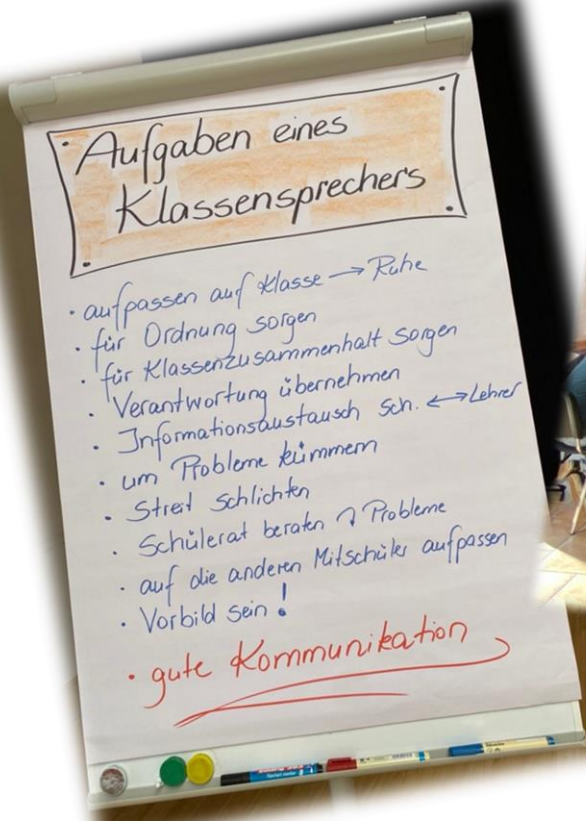 Aufgaben eines
Klassensprechers
· aufpassen auf Klasse → Ruhe
· für Ordnung sorgen
· für Klassenzusammenhalt sorgen
· Verantwortung übernehmen
· Informationsaustausch Sch. ↔ Lehrer
· um Probleme kümmern
· Streit schlichten
· Schülerat beraten Probleme
· auf die anderen Mitschüler aufpassen
· Vorbild sein!
· gute Kommunikation